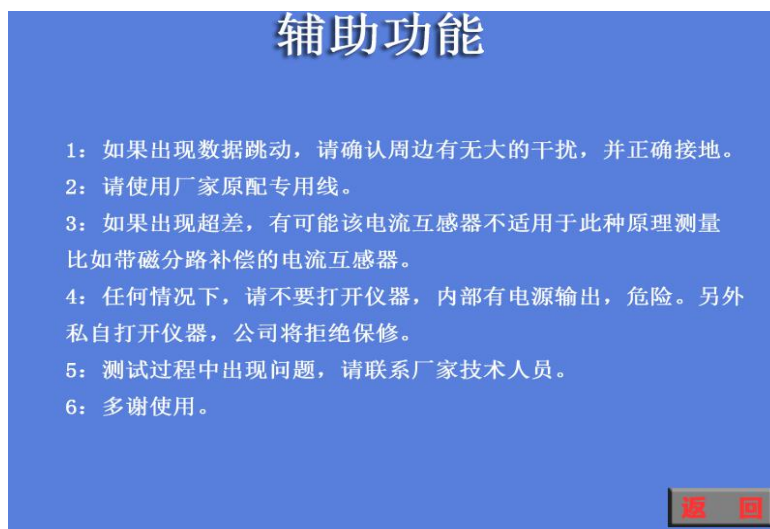 辅助功能
1：如果出现数据跳动，请确认周边有无大的干扰，并正确接地。
2：请使用厂家原配专用线。
3：如果出现超差，有可能该电流互感器不适用于此种原理测量
比如带磁分路补偿的电流互感器。
4：任何情况下，请不要打开仪器，内部有电源输出，危险。另外
私自打开仪器，公司将拒绝保修。
5：测试过程中出现问题，请联系厂家技术人员。
6：多谢使用。
返 回